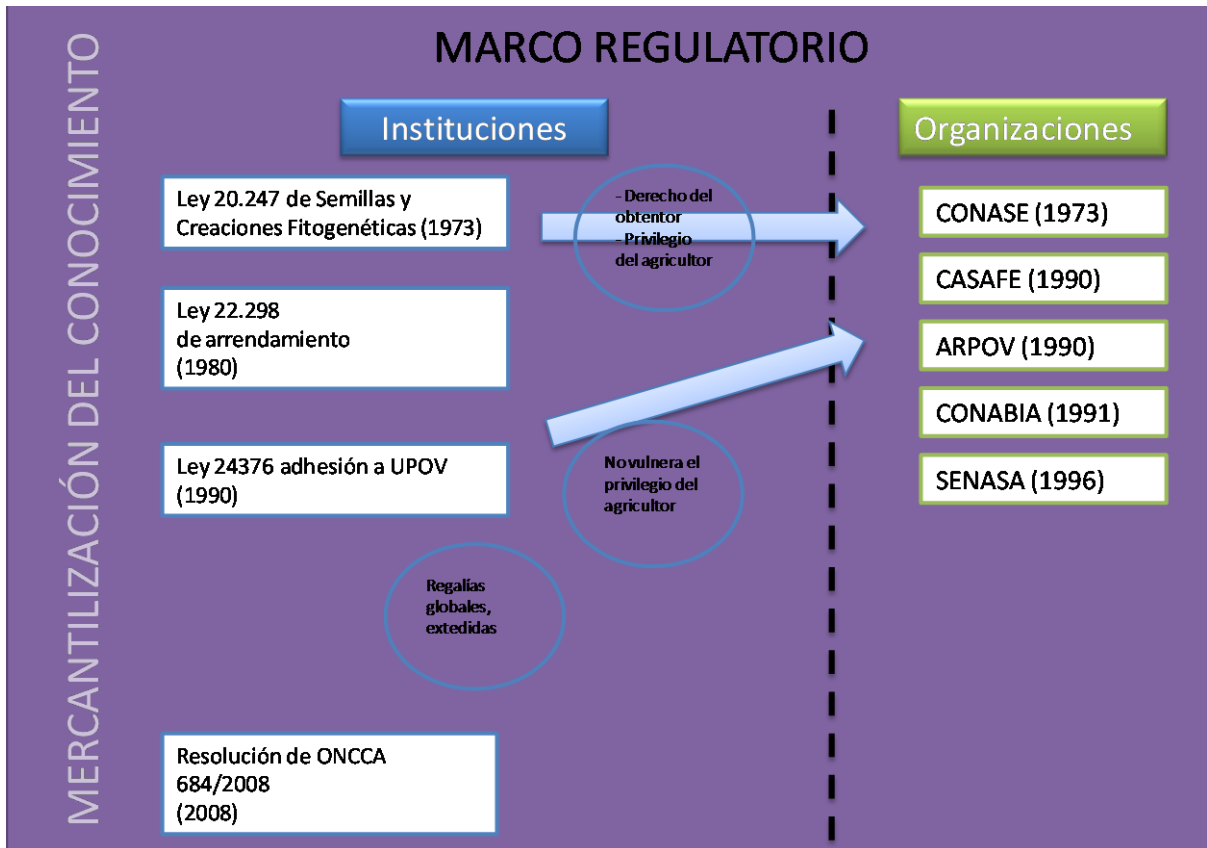 MERCANTILIZACIÓN DEL CONOCIMIENTO
MARCO REGULATORIO
Instituciones
Organizaciones
Ley 20.247 de Semillas y
Creaciones Fitogenéticas (1973)
- Derecho del
obtentor
- Privilegio
del agricultor
CONASE (1973)
CASAFE (1990)
Ley 22.298
de arrendamiento
(1980)
ARPOV (1990)
CONABIA (1991)
Ley 24376 adhesión a UPOV
(1990)
No vulnera el
privilegio del
agricultor
SENASA (1996)
Regalías
globales,
extedidas
Resolución de ONCCA
684/2008
(2008)